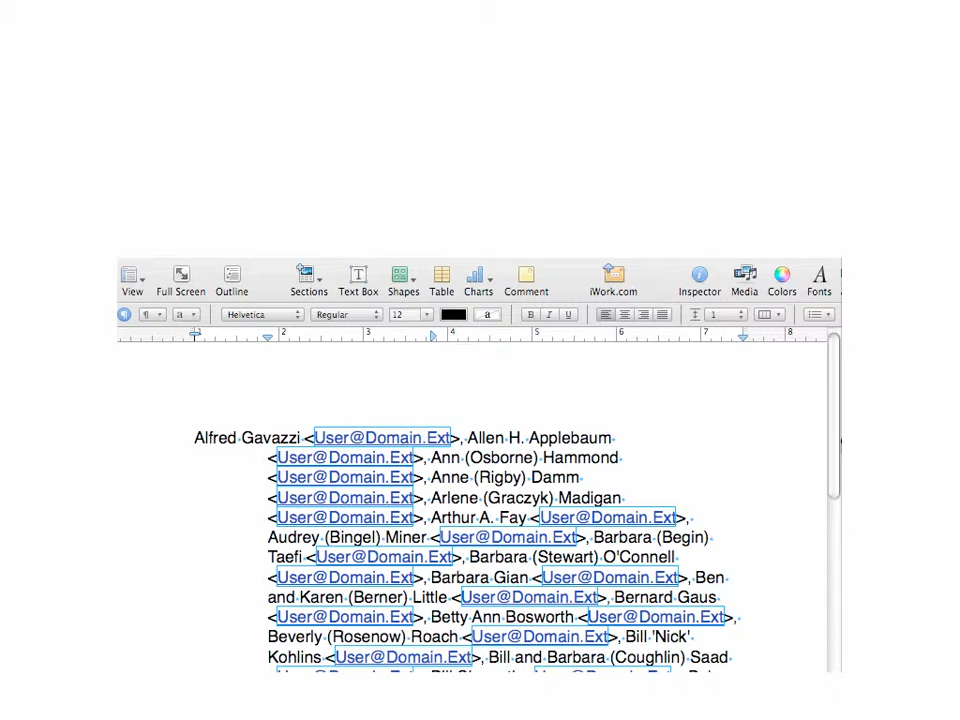 View Full Screen Outline Sections Text Box Shapes Table Charts Comment iWork.com Inspector Media Colors Fonts
¶ a Helvetica Regular 12 a B I U 1
1 2 3 4 5 6 7 8
Alfred Gavazzi <User@Domain.Ext>, Allen H. Applebaum
<User@Domain.Ext>, Ann (Osborne) Hammond
<User@Domain.Ext>, Anne (Rigby) Damm
<User@Domain.Ext>, Arlene (Graczyk) Madigan
<User@Domain.Ext>, Arthur A. Fay <User@Domain.Ext>,
Audrey (Bingel) Miner <User@Domain.Ext>, Barbara (Begin)
Taefi <User@Domain.Ext>, Barbara (Stewart) O'Connell
<User@Domain.Ext>, Barbara Gian <User@Domain.Ext>, Ben
and Karen (Berner) Little <User@Domain.Ext>, Bernard Gaus
<User@Domain.Ext>, Betty Ann Bosworth <User@Domain.Ext>,
Beverly (Rosenow) Roach <User@Domain.Ext>, Bill 'Nick'
Kohlins <User@Domain.Ext>, Bill and Barbara (Coughlin) Saad